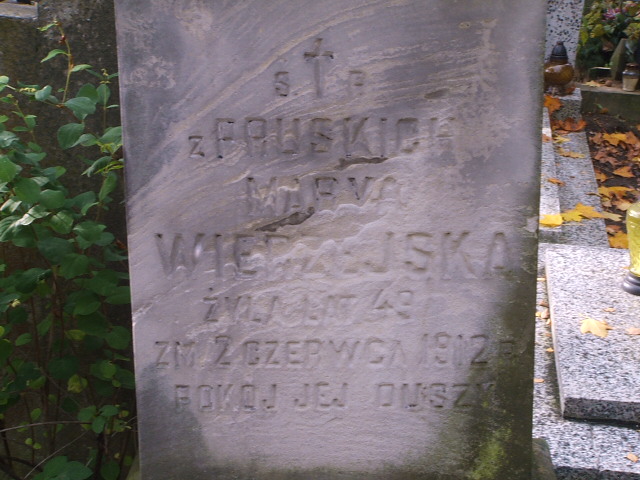 Ś P
z PRUSKICH
MARYA
WIERZEJSKA
ŻYŁA LAT 49
ZM. 2 CZERWCA 1912 R.
POKÓJ JEJ DUSZY